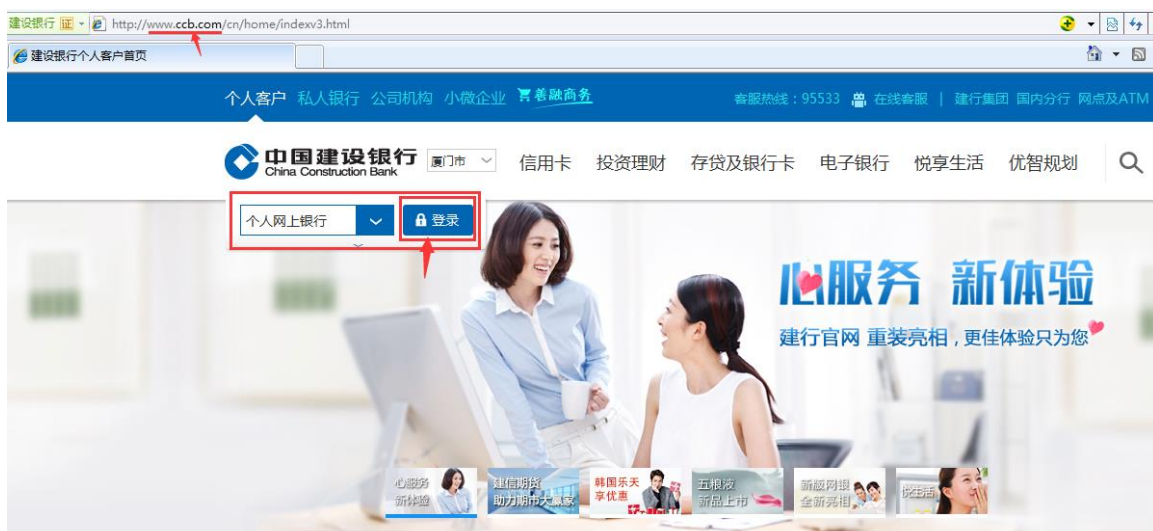 建设银行 证 http://www.ccb.com/cn/home/indexv3.html
建设银行个人客户首页
个人客户 私人银行 公司机构 小微企业 善融商务 客服热线：95533 在线客服 | 建行集团 国内分行 网点及ATM
中国建设银行
China Construction Bank
厦门市 信用卡 投资理财 存贷及银行卡 电子银行 悦享生活 优智规划
个人网上银行 登录
心服务 新体验
建行官网 重装亮相，更佳体验只为您
心服务
新体验
建信期货
助力期市大赢家
韩国乐天
享优惠
五粮液
新品上市
新版网银
全新亮相
悦生活